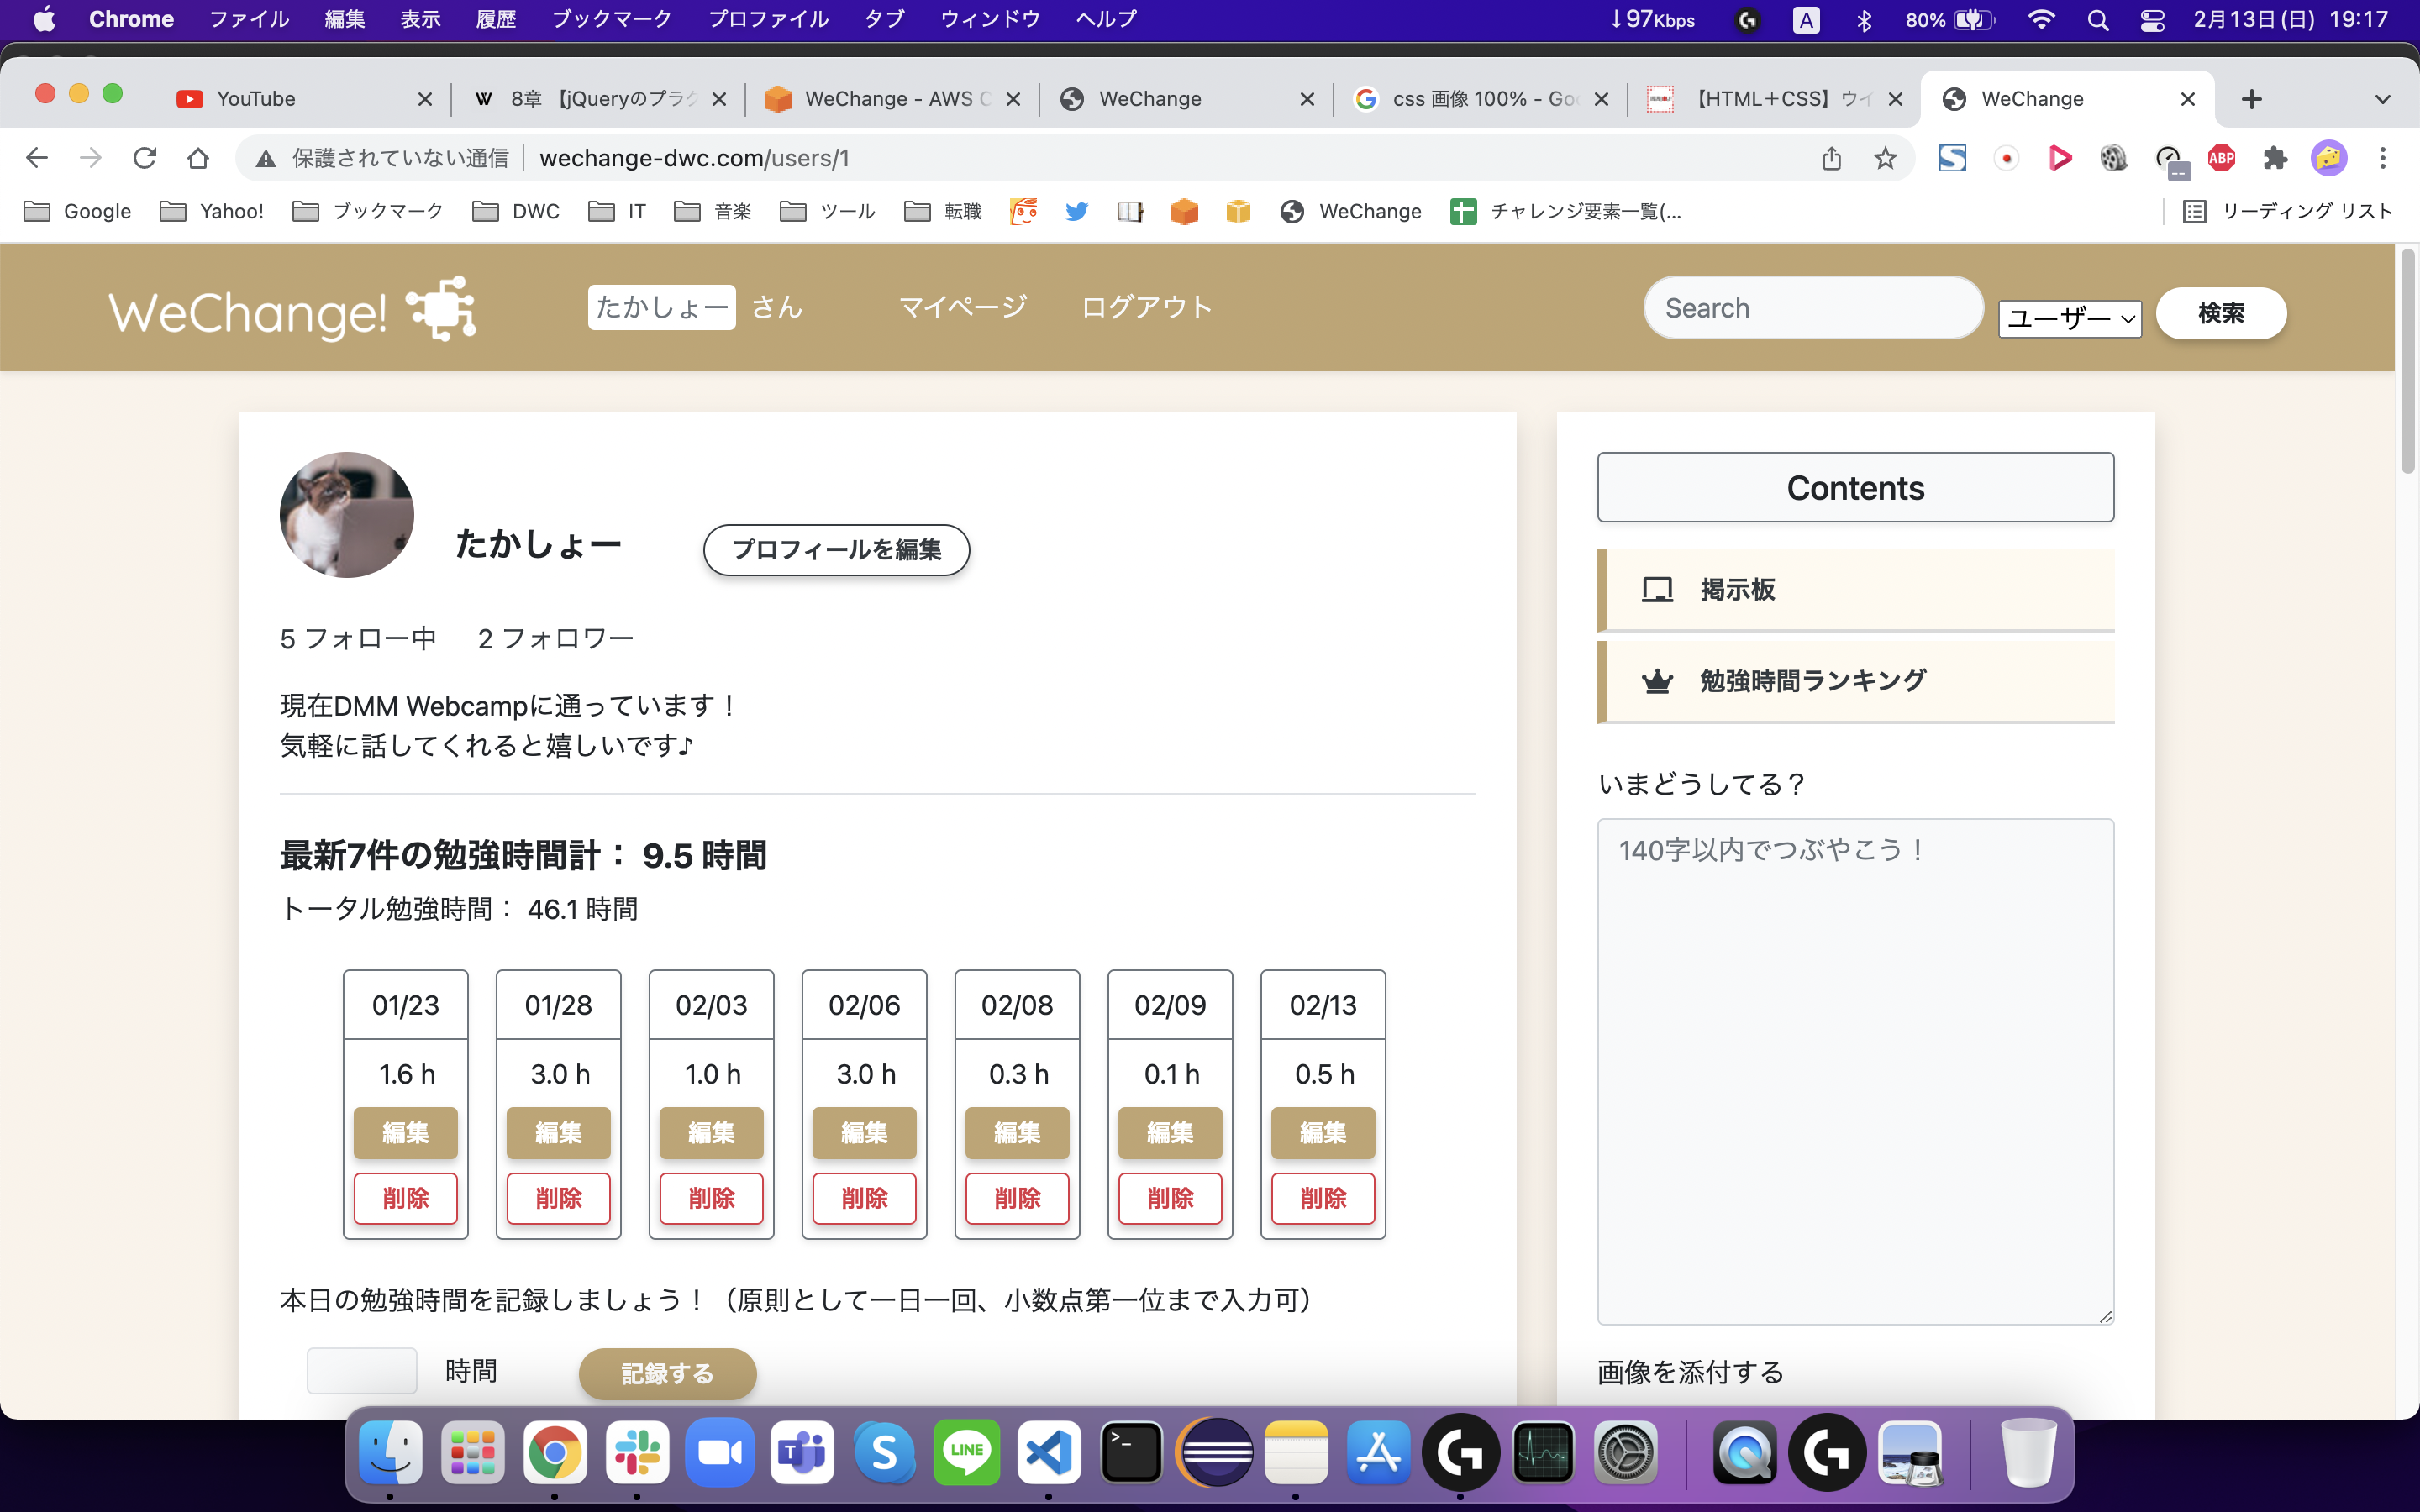 Chrome ファイル 編集 表示 履歴 ブックマーク プロファイル タブ ウィンドウ ヘルプ ↓97Kbps A 80% 2月13日(日) 19:17
YouTube 8章 【jQueryのプラグ WeChange - AWS C WeChange css 画像 100% - Goo 【HTML＋CSS】ウイ WeChange
保護されていない通信 wechange-dwc.com/users/1 ABP
Google Yahoo! ブックマーク DWC IT 音楽 ツール 転職 WeChange チャレンジ要素一覧(... リーディング リスト
WeChange! たかしょー さん マイページ ログアウト Search ユーザー 検索
たかしょー プロフィールを編集
5 フォロー中 2 フォロワー
現在DMM Webcampに通っています！
気軽に話してくれると嬉しいです♪
最新7件の勉強時間計： 9.5 時間
トータル勉強時間： 46.1 時間
01/23 01/28 02/03 02/06 02/08 02/09 02/13
1.6 h 3.0 h 1.0 h 3.0 h 0.3 h 0.1 h 0.5 h
編集 編集 編集 編集 編集 編集 編集
削除 削除 削除 削除 削除 削除 削除
本日の勉強時間を記録しましょう！（原則として一日一回、小数点第一位まで入力可）
時間 記録する
Contents
掲示板
勉強時間ランキング
いまどうしてる？
140字以内でつぶやこう！
画像を添付する
LINE